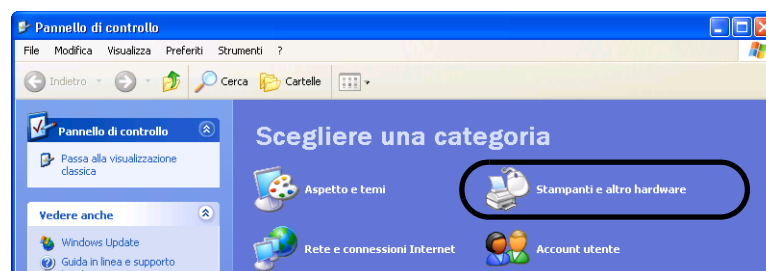 Pannello di controllo
File Modifica Visualizza Preferiti Strumenti ?
Indietro Cerca Cartelle
Pannello di controllo
Passa alla visualizzazione
classica
Vedere anche
Windows Update
Guida in linea e supporto
Scegliere una categoria
Aspetto e temi Stampanti e altro hardware
Rete e connessioni Internet Account utente